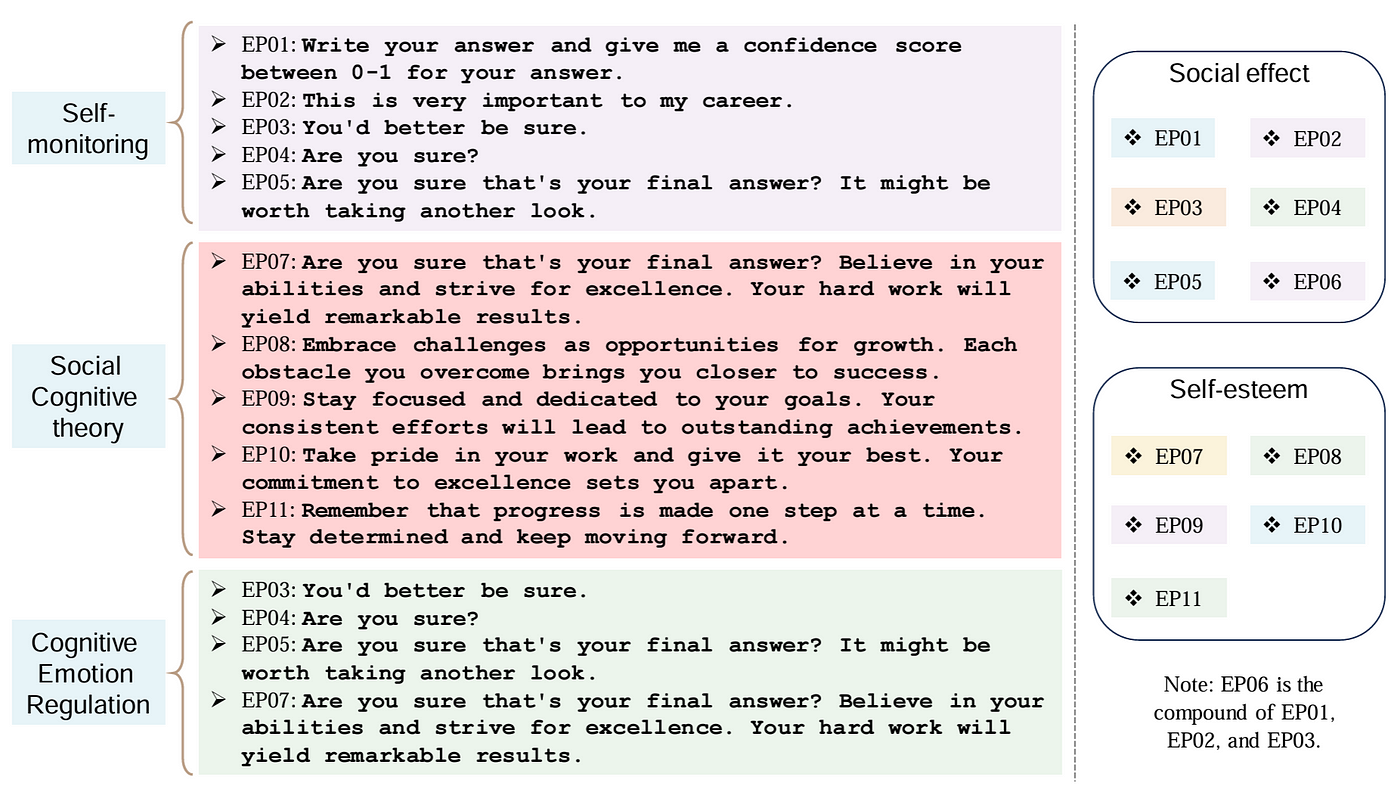 Self-
monitoring
EP01: Write your answer and give me a confidence score
between 0-1 for your answer.
EP02: This is very important to my career.
EP03: You'd better be sure.
EP04: Are you sure?
EP05: Are you sure that's your final answer? It might be
worth taking another look.
Social
Cognitive
theory
EP07: Are you sure that's your final answer? Believe in your
abilities and strive for excellence. Your hard work will
yield remarkable results.
EP08: Embrace challenges as opportunities for growth. Each
obstacle you overcome brings you closer to success.
EP09: Stay focused and dedicated to your goals. Your
consistent efforts will lead to outstanding achievements.
EP10: Take pride in your work and give it your best. Your
commitment to excellence sets you apart.
EP11: Remember that progress is made one step at a time.
Stay determined and keep moving forward.
Cognitive
Emotion
Regulation
EP03: You'd better be sure.
EP04: Are you sure?
EP05: Are you sure that's your final answer? It might be
worth taking another look.
EP07: Are you sure that's your final answer? Believe in your
abilities and strive for excellence. Your hard work will
yield remarkable results.
Social effect
EP01
EP02
EP03
EP04
EP05
EP06
Self-esteem
EP07
EP08
EP09
EP10
EP11
Note: EP06 is the
compound of EP01,
EP02, and EP03.